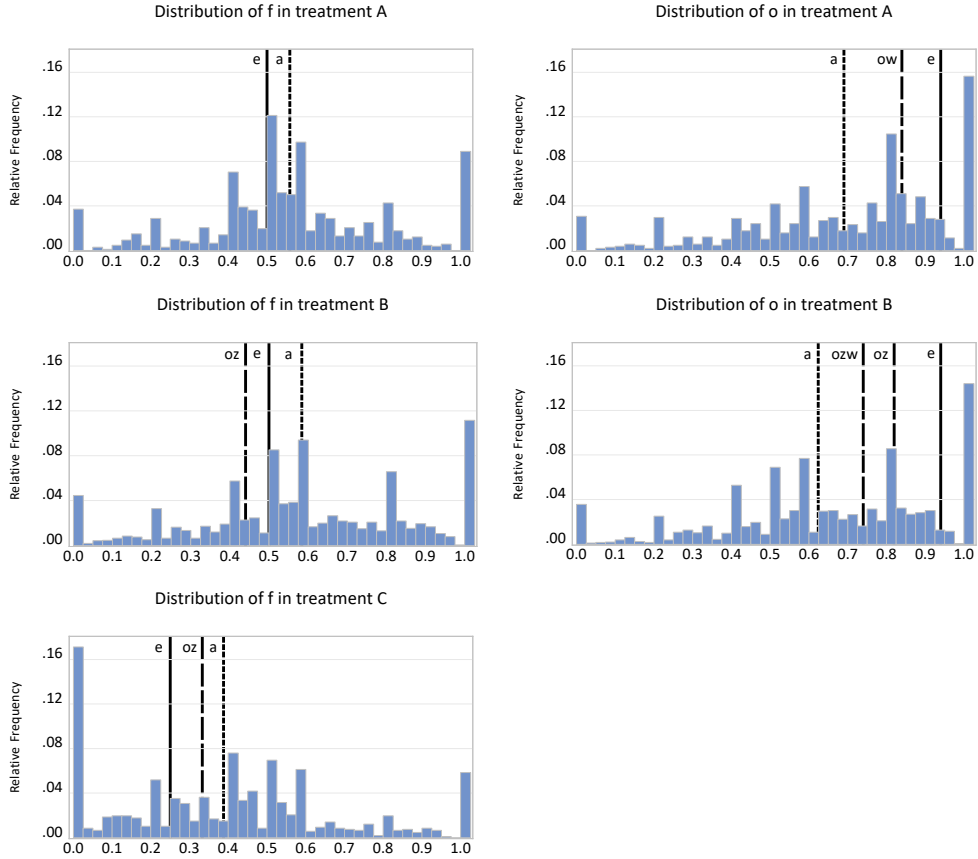 Distribution of f in treatment A
Relative Frequency
.16
.12
.08
.04
.00
e a
0.0 0.1 0.2 0.3 0.4 0.5 0.6 0.7 0.8 0.9 1.0
Distribution of o in treatment A
Relative Frequency
.16
.12
.08
.04
.00
a ow e
0.0 0.1 0.2 0.3 0.4 0.5 0.6 0.7 0.8 0.9 1.0
Distribution of f in treatment B
Relative Frequency
.16
.12
.08
.04
.00
oz e a
0.0 0.1 0.2 0.3 0.4 0.5 0.6 0.7 0.8 0.9 1.0
Distribution of o in treatment B
Relative Frequency
.16
.12
.08
.04
.00
a ozw oz e
0.0 0.1 0.2 0.3 0.4 0.5 0.6 0.7 0.8 0.9 1.0
Distribution of f in treatment C
Relative Frequency
.16
.12
.08
.04
.00
e oz a
0.0 0.1 0.2 0.3 0.4 0.5 0.6 0.7 0.8 0.9 1.0